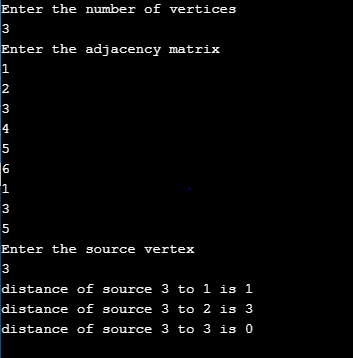 Enter the number of vertices
3
Enter the adjacency matrix
1
2
3
4
5
6
1
3
5
Enter the source vertex
3
distance of source 3 to 1 is 1
distance of source 3 to 2 is 3
distance of source 3 to 3 is 0